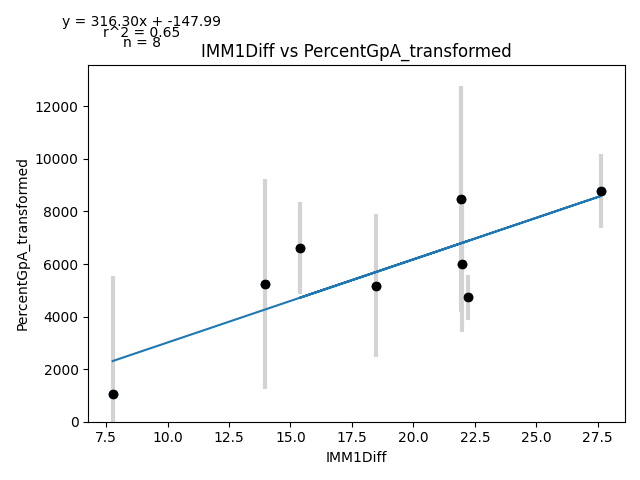 y = 316.30x + -147.99
r^2 = 0.65
n = 8
IMM1Diff vs PercentGpA_transformed
12000
10000
8000
6000
4000
2000
0
PercentGpA_transformed
7.5 10.0 12.5 15.0 17.5 20.0 22.5 25.0 27.5
IMM1Diff